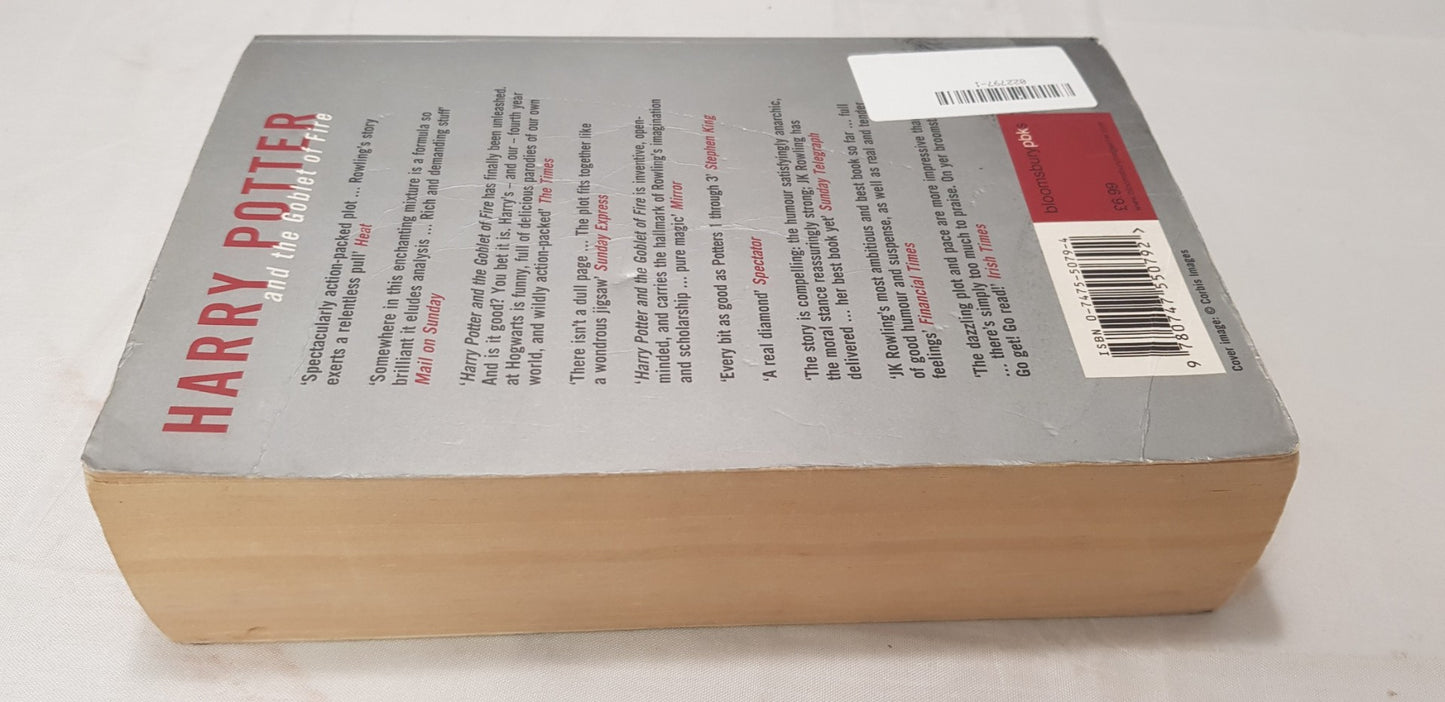 HARRY POTTER
and the Goblet of Fire
'Spectacularly action-packed plot ... Rowling's story
exerts a relentless pull' Heat
'Somewhere in this enchanting mixture is a formula so
brilliant it eludes analysis ... Rich and demanding stuff'
Mail on Sunday
'Harry Potter and the Goblet of Fire has finally been unleashed.
And is it good? You bet it is. Harry's – and our – fourth year
at Hogwarts is funny, full of delicious parodies of our own
world, and wildly action-packed' The Times
'There isn't a dull page ... The plot fits together like
a wondrous jigsaw' Sunday Express
'Harry Potter and the Goblet of Fire is inventive, open-
minded, and carries the hallmark of Rowling's imagination
and scholarship ... pure magic' Mirror
'Every bit as good as Potters 1 through 3' Stephen King
'A real diamond' Spectator
'The story is compelling: the humour satisfyingly anarchic,
the moral stance reassuringly strong; JK Rowling has
delivered ... her best book yet' Sunday Telegraph
'JK Rowling's most ambitious and best book so far ... full
of good humour and suspense, as well as real and tender
feelings' Financial Times
'The dazzling plot and pace are more impressive
... there's simply too much to praise. On yer
Go get! Go read!' Irish Times
022797-1
bloomsbury pbks
£6.99
ISBN 0-7475-5079-4
9 780747 550792 >
Cover image: © Corbis Images